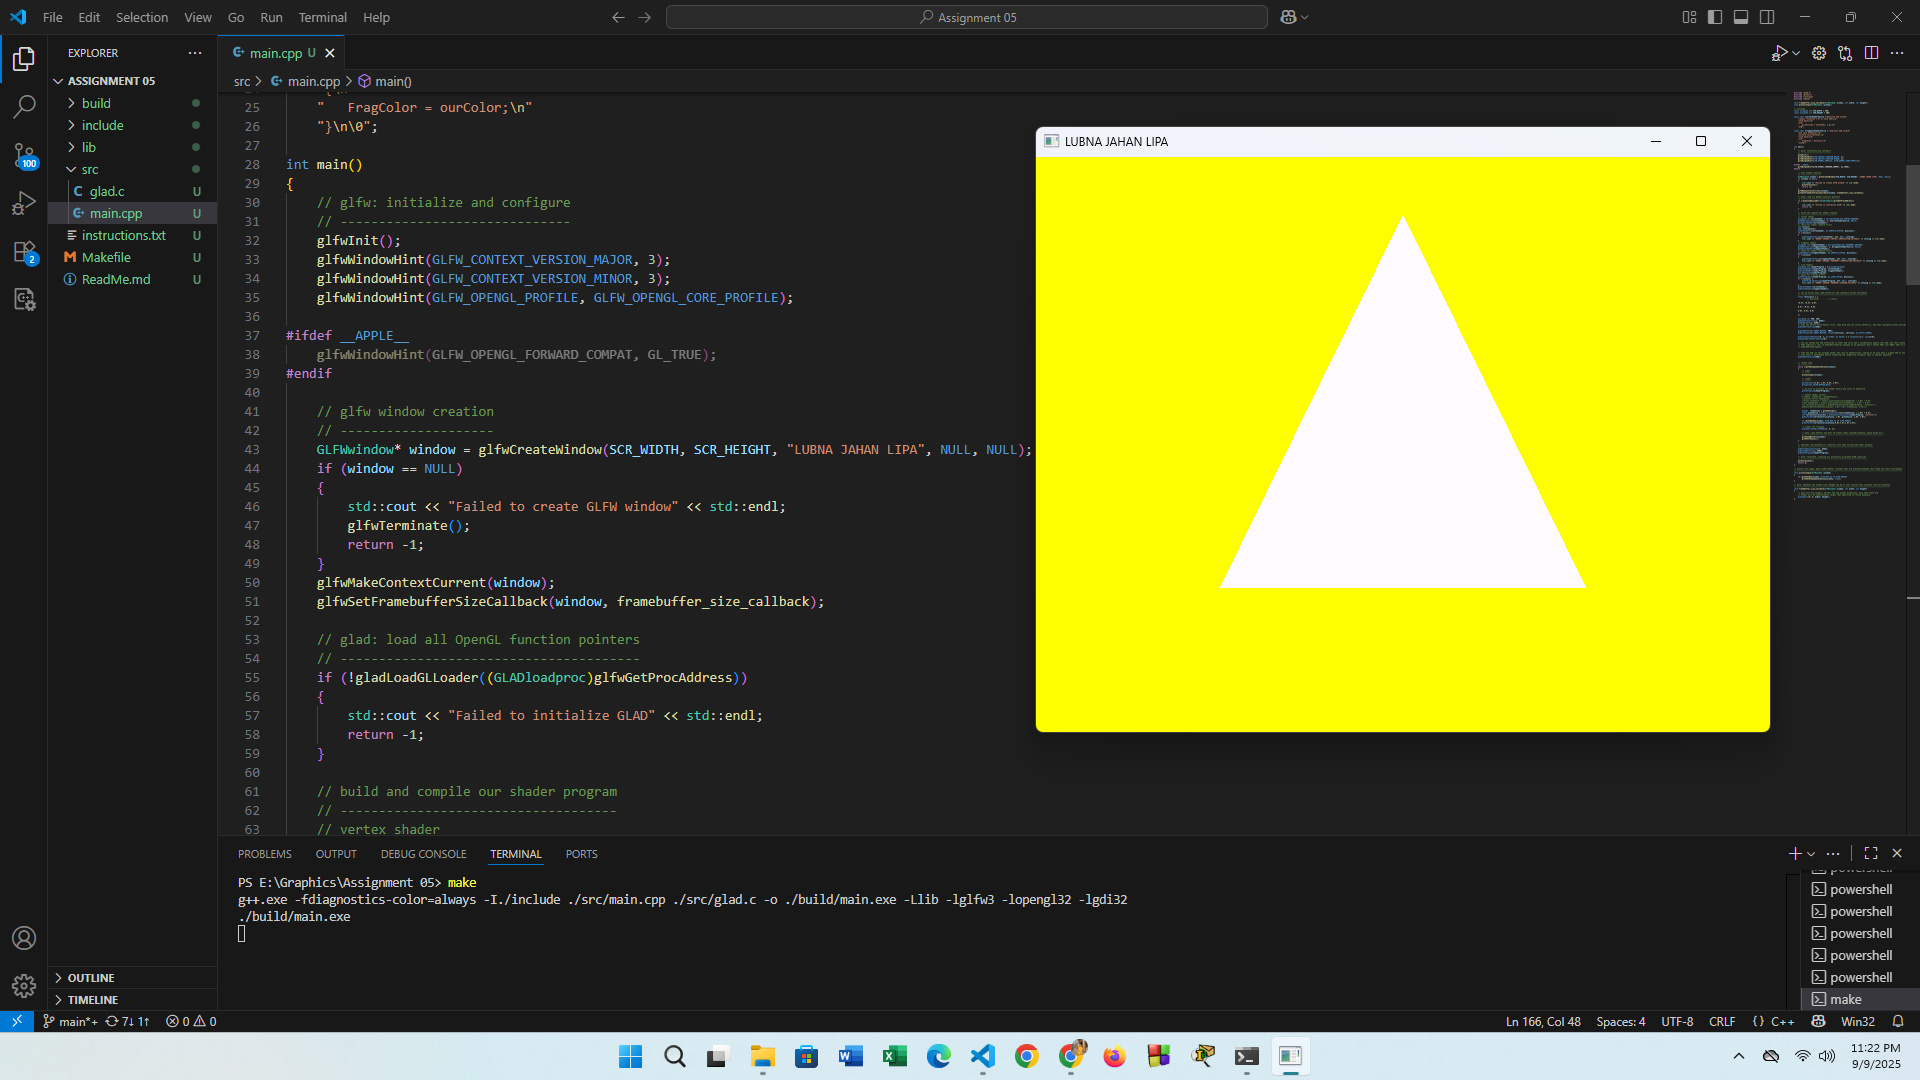 File Edit Selection View Go Run Terminal Help
Assignment 05
EXPLORER
ASSIGNMENT 05
build
include
lib
src
glad.c U
main.cpp U
instructions.txt U
Makefile U
ReadMe.md U
OUTLINE
TIMELINE
100
2
main.cpp U
src > main.cpp > main()
25 "   FragColor = ourColor;\n"
26 "}\n\0";
27
28 int main()
29 {
30 // glfw: initialize and configure
31 // ------------------------------
32 glfwInit();
33 glfwWindowHint(GLFW_CONTEXT_VERSION_MAJOR, 3);
34 glfwWindowHint(GLFW_CONTEXT_VERSION_MINOR, 3);
35 glfwWindowHint(GLFW_OPENGL_PROFILE, GLFW_OPENGL_CORE_PROFILE);
36
37 #ifdef __APPLE__
38 glfwWindowHint(GLFW_OPENGL_FORWARD_COMPAT, GL_TRUE);
39 #endif
40
41 // glfw window creation
42 // --------------------
43 GLFWwindow* window = glfwCreateWindow(SCR_WIDTH, SCR_HEIGHT, "LUBNA JAHAN LIPA", NULL, NULL);
44 if (window == NULL)
45 {
46 std::cout << "Failed to create GLFW window" << std::endl;
47 glfwTerminate();
48 return -1;
49 }
50 glfwMakeContextCurrent(window);
51 glfwSetFramebufferSizeCallback(window, framebuffer_size_callback);
52
53 // glad: load all OpenGL function pointers
54 // ---------------------------------------
55 if (!gladLoadGLLoader((GLADloadproc)glfwGetProcAddress))
56 {
57 std::cout << "Failed to initialize GLAD" << std::endl;
58 return -1;
59 }
60
61 // build and compile our shader program
62 // ------------------------------------
63 // vertex shader
LUBNA JAHAN LIPA
PROBLEMS OUTPUT DEBUG CONSOLE TERMINAL PORTS
PS E:\Graphics\Assignment 05> make
g++.exe -fdiagnostics-color=always -I./include ./src/main.cpp ./src/glad.c -o ./build/main.exe -Llib -lglfw3 -lopengl32 -lgdi32
./build/main.exe
powershell
powershell
powershell
powershell
powershell
make
main*+ 7↓ 1↑ 0 0
Ln 166, Col 48 Spaces: 4 UTF-8 CRLF {} C++ Win32
11:22 PM
9/9/2025